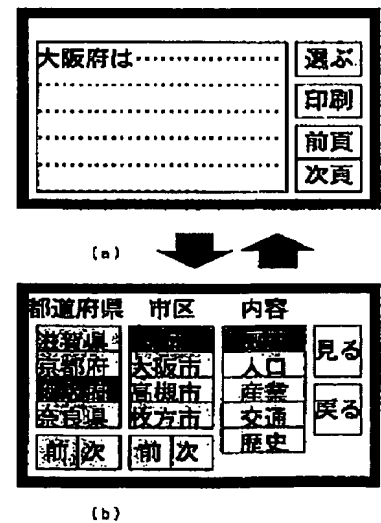 大阪府は………………
選ぶ
印刷
前頁
次頁
(a)
都道府県 市区 内容
滋賀県
京都府 大阪市 人口
高槻市 産業
奈良県 枚方市 交通
歴史
前 次 前 次
見る
戻る
(b)